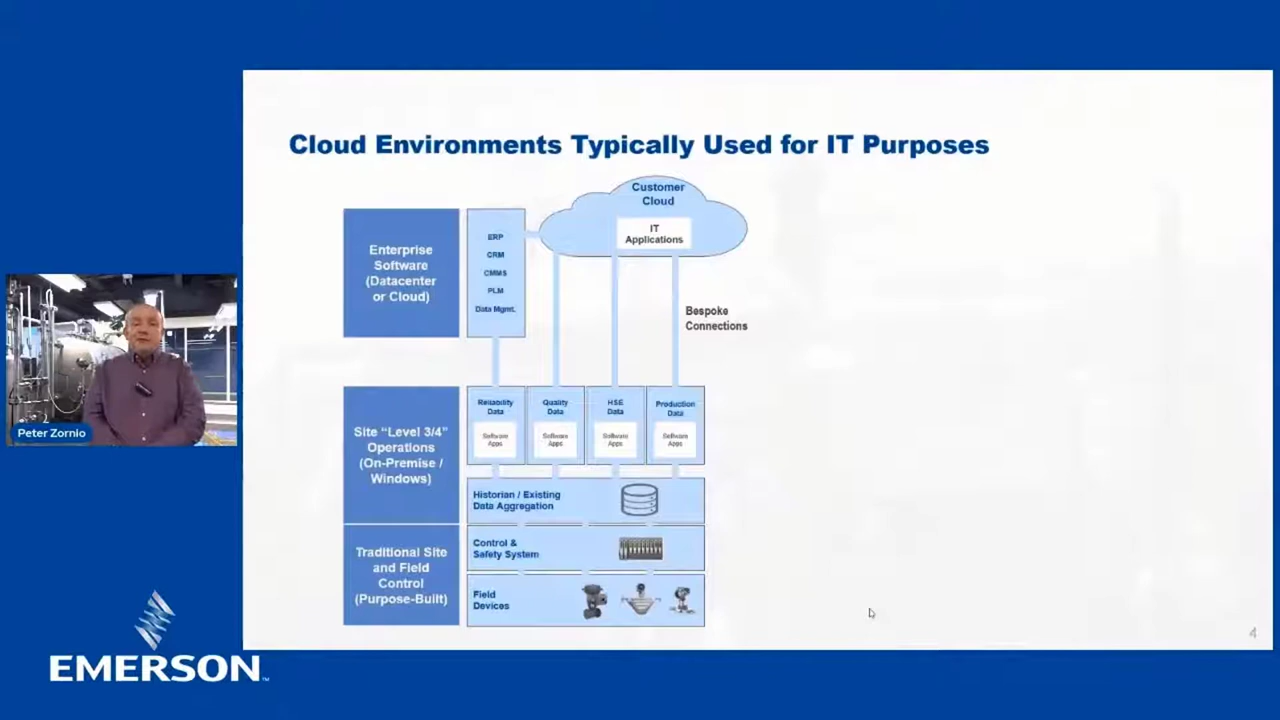 Cloud Environments Typically Used for IT Purposes
Customer
Cloud
IT
Applications
Enterprise
Software
(Datacenter
or Cloud)
ERP
CRM
CMMS
PLM
Data Mgmt.
Bespoke
Connections
Site “Level 3/4”
Operations
(On-Premise /
Windows)
Reliability
Data
Software
Apps
Quality
Data
Software
Apps
HSE
Data
Software
Apps
Production
Data
Software
Apps
Historian / Existing
Data Aggregation
Traditional Site
and Field
Control
(Purpose-Built)
Control &
Safety System
Field
Devices
Peter Zornio
EMERSON™
4